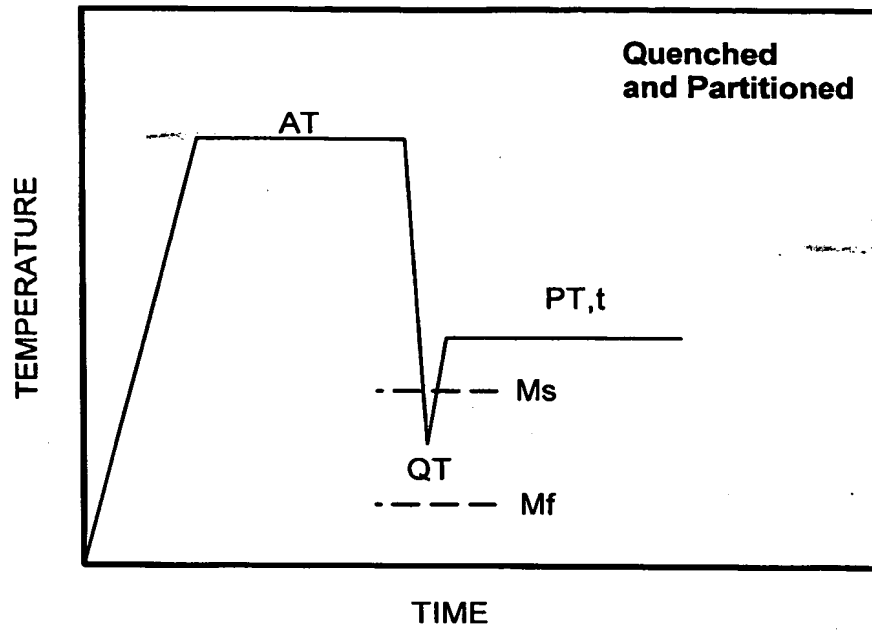 Quenched
and Partitioned
AT
TEMPERATURE
PT,t
Ms
QT
Mf
TIME